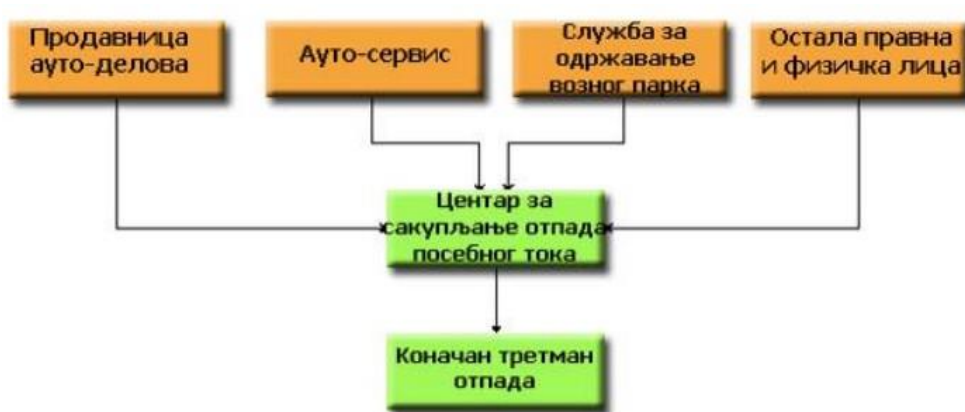 Продавница
ауто-делова
Ауто-сервис
Служба за
одржавање
возног парка
Остала правна
и физичка лица
Центар за
сакупљање отпада
посебног тока
Коначан третман
отпада